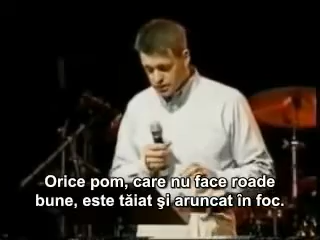 Orice pom, care nu face roade
bune, este tăiat şi aruncat în foc.